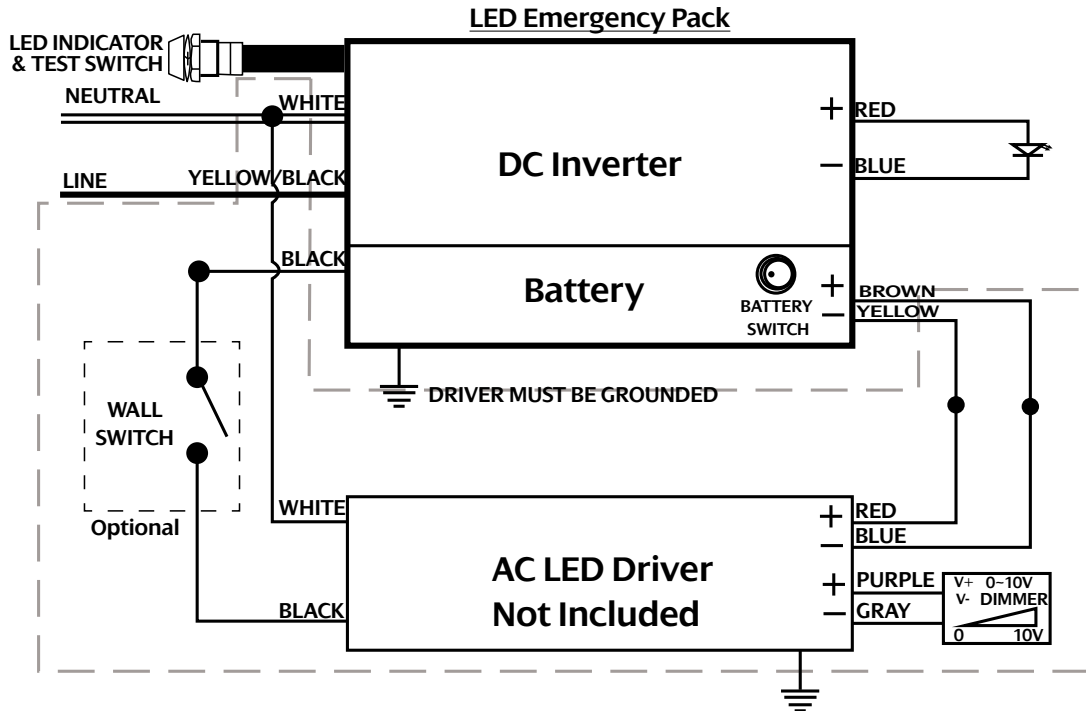 LED Emergency Pack
LED INDICATOR
& TEST SWITCH
NEUTRAL
WHITE
LINE
YELLOW/BLACK
BLACK
DC Inverter
+
RED
−
BLUE
Battery
BATTERY
SWITCH
+
BROWN
−
YELLOW
DRIVER MUST BE GROUNDED
WALL
SWITCH
Optional
WHITE
BLACK
AC LED Driver
Not Included
+
RED
−
BLUE
+
PURPLE
−
GRAY
V+ 0~10V
V- DIMMER
0 10V